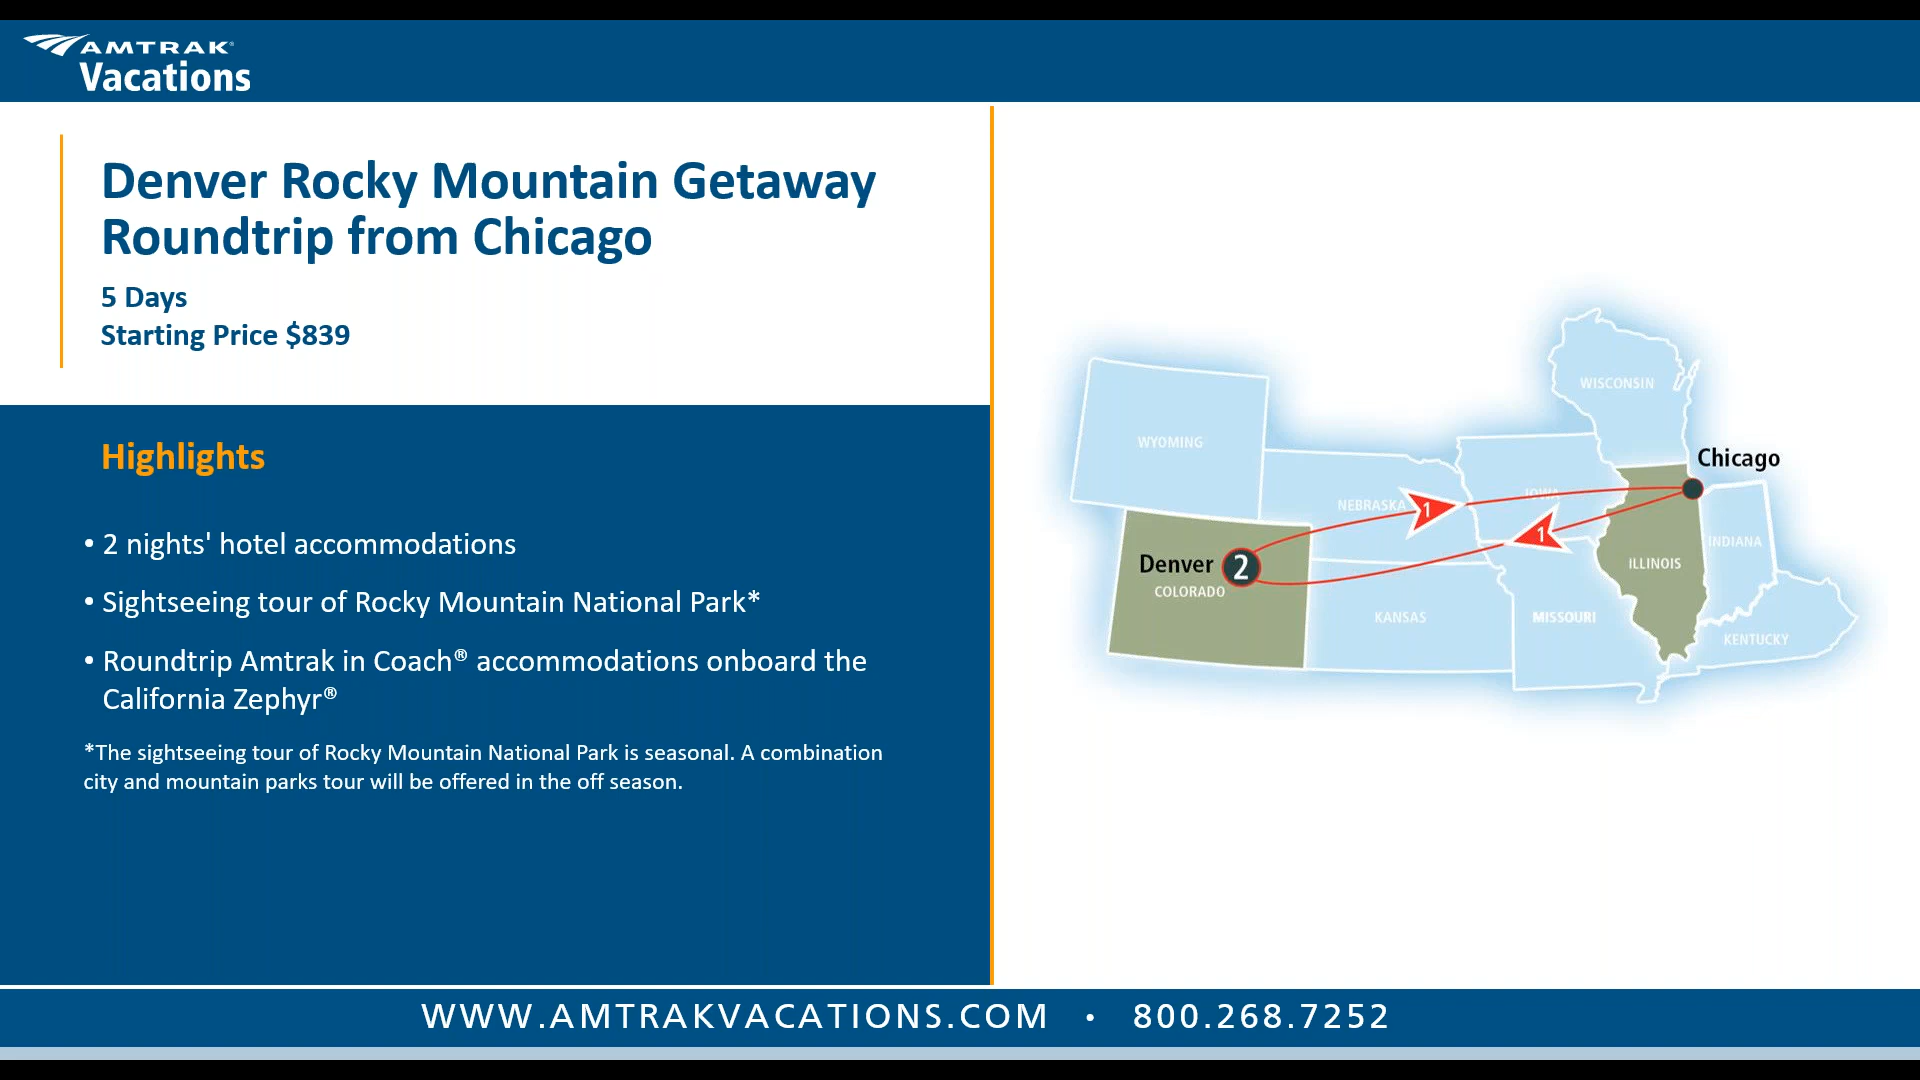 AMTRAK®
Vacations
Denver Rocky Mountain Getaway
Roundtrip from Chicago
5 Days
Starting Price $839
Highlights
• 2 nights' hotel accommodations
• Sightseeing tour of Rocky Mountain National Park*
• Roundtrip Amtrak in Coach® accommodations onboard the
California Zephyr®
*The sightseeing tour of Rocky Mountain National Park is seasonal. A combination
city and mountain parks tour will be offered in the off season.
WISCONSIN
WYOMING
Chicago
IOWA
NEBRASKA
1
1
INDIANA
Denver 2
ILLINOIS
COLORADO
KANSAS
MISSOURI
KENTUCKY
WWW.AMTRAKVACATIONS.COM • 800.268.7252